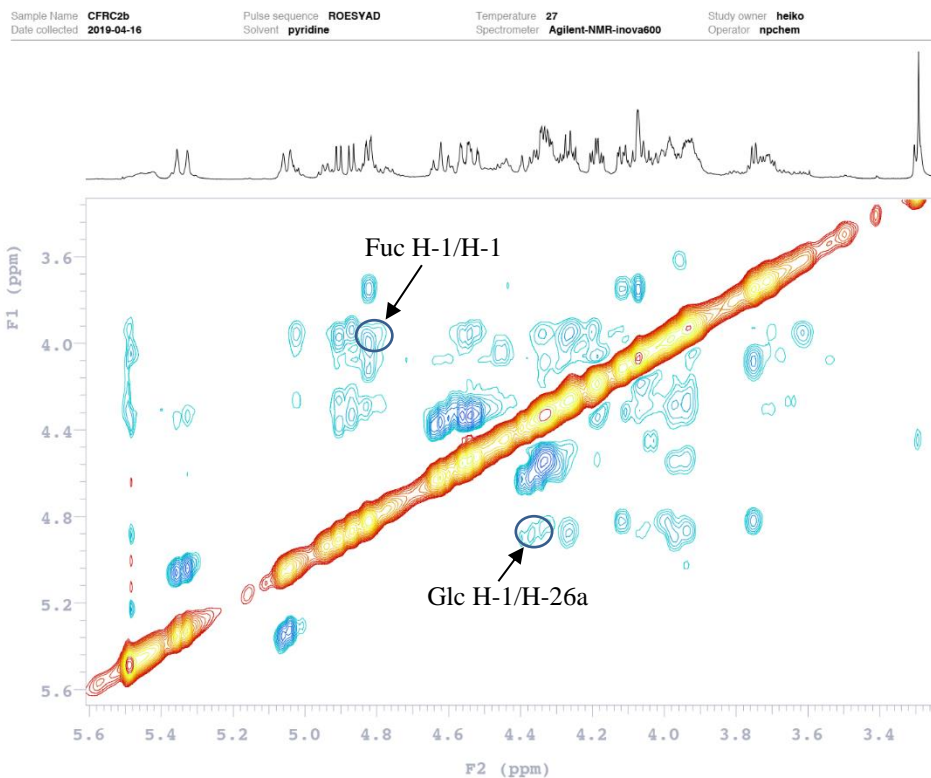 Sample Name CFRC2b Pulse sequence ROESYAD Temperature 27 Study owner heiko
Date collected 2019-04-16 Solvent pyridine Spectrometer Agilent-NMR-inova600 Operator npchem
Fuc H-1/H-1
3.6
4.0
4.4
4.8
5.2
5.6
F1 (ppm)
Glc H-1/H-26a
5.6 5.4 5.2 5.0 4.8 4.6 4.4 4.2 4.0 3.8 3.6 3.4
F2 (ppm)